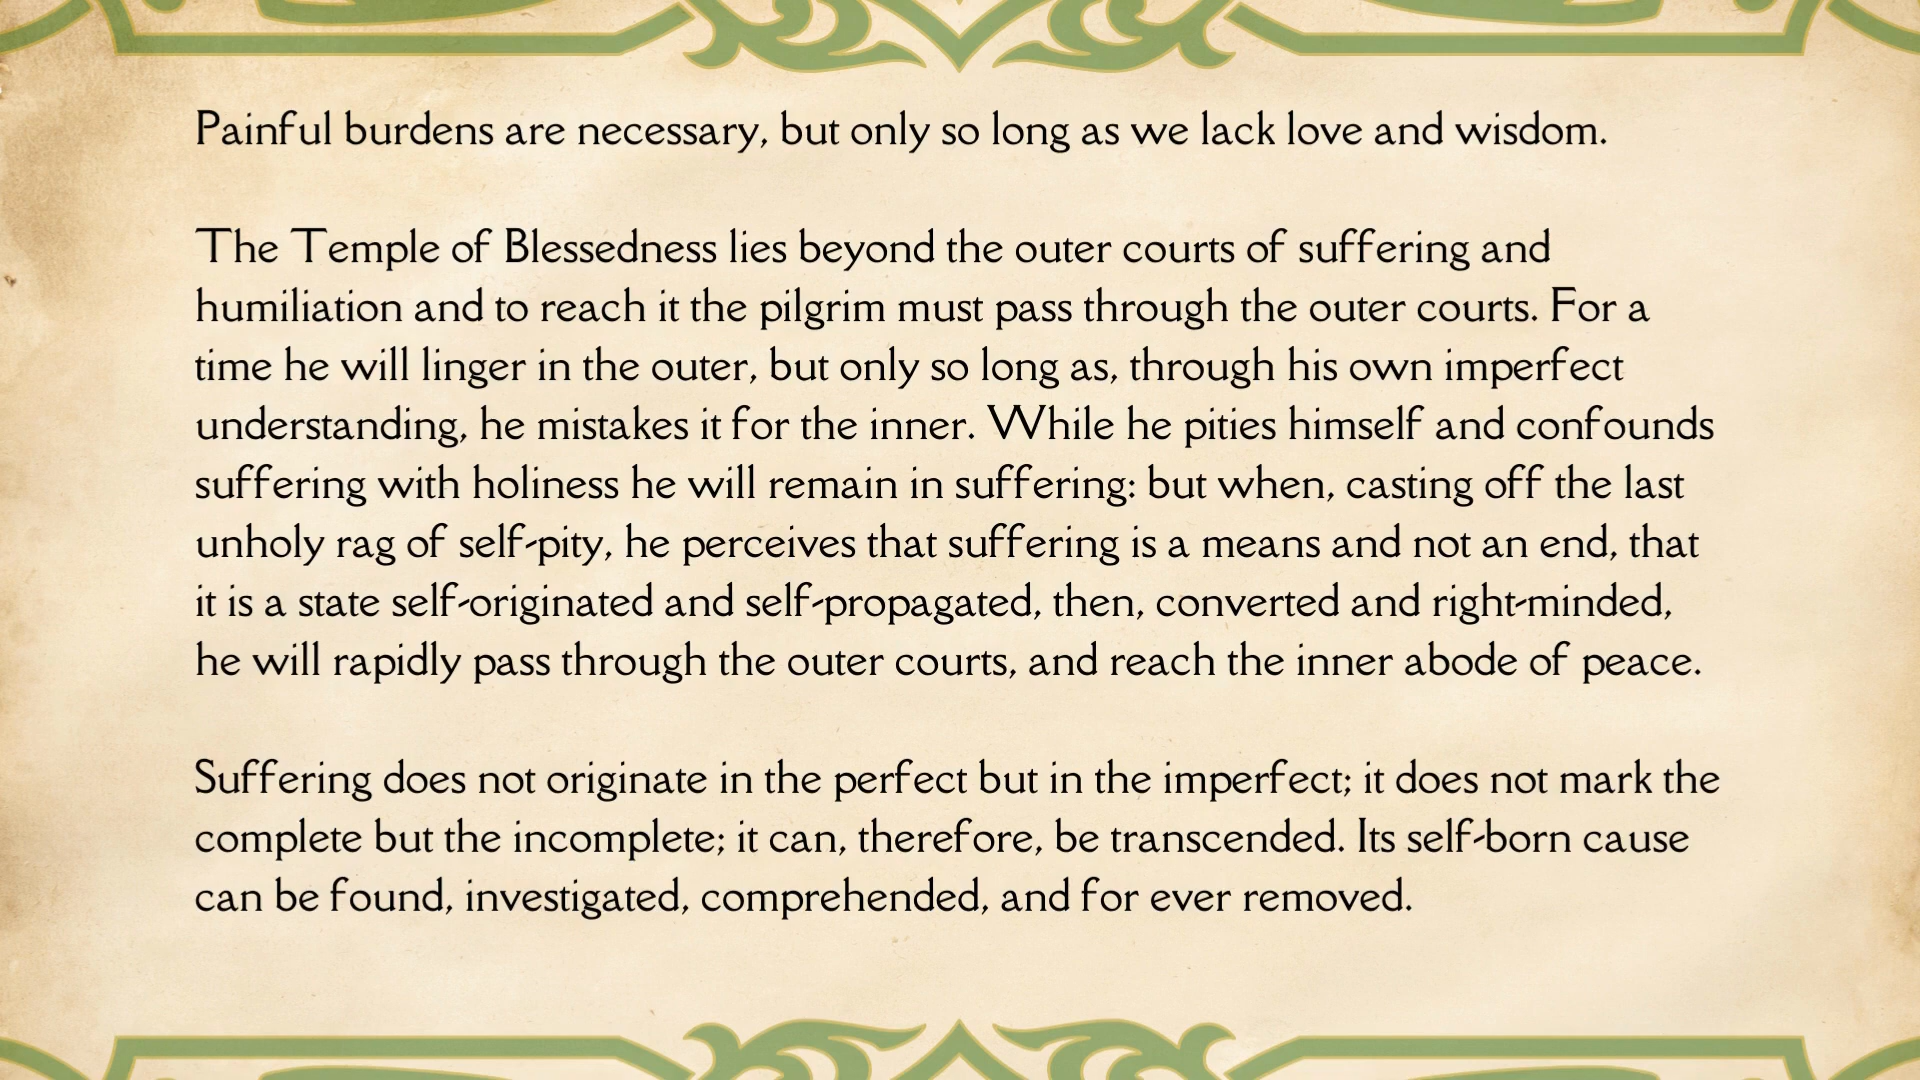 Painful burdens are necessary, but only so long as we lack love and wisdom.
The Temple of Blessedness lies beyond the outer courts of suffering and
humiliation and to reach it the pilgrim must pass through the outer courts. For a
time he will linger in the outer, but only so long as, through his own imperfect
understanding, he mistakes it for the inner. While he pities himself and confounds
suffering with holiness he will remain in suffering: but when, casting off the last
unholy rag of self-pity, he perceives that suffering is a means and not an end, that
it is a state self-originated and self-propagated, then, converted and right-minded,
he will rapidly pass through the outer courts, and reach the inner abode of peace.
Suffering does not originate in the perfect but in the imperfect; it does not mark the
complete but the incomplete; it can, therefore, be transcended. Its self-born cause
can be found, investigated, comprehended, and for ever removed.